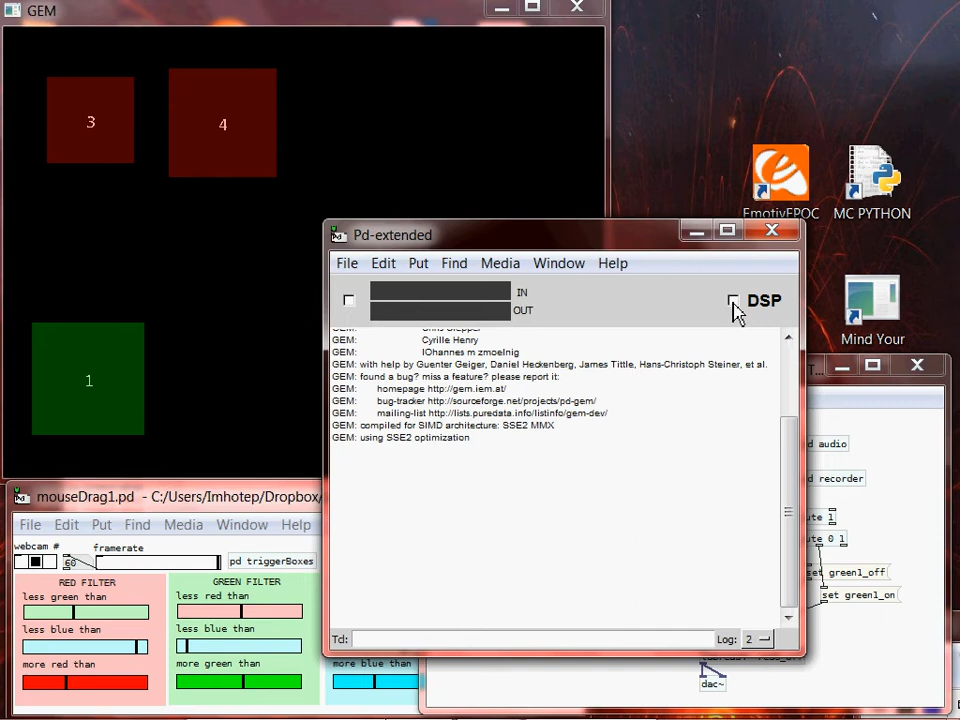 GEM
3
4
1
EmotivEPOC
MC PYTHON
Mind Your
Pd-extended
File Edit Put Find Media Window Help
IN
OUT
DSP
GEM: Chris Clepper
GEM: Cyrille Henry
GEM: IOhannes m zmoelnig
GEM: with help by Guenter Geiger, Daniel Heckenberg, James Tittle, Hans-Christoph Steiner, et al.
GEM: found a bug? miss a feature? please report it:
GEM: homepage http://gem.iem.at/
GEM: bug-tracker http://sourceforge.net/projects/pd-gem/
GEM: mailing-list http://lists.puredata.info/listinfo/gem-dev/
GEM: compiled for SIMD architecture: SSE2 MMX
GEM: using SSE2 optimization
Tcl:
Log: 2
mouseDrag1.pd - C:/Users/Imhotep/Dropbox/
File Edit Put Find Media Window Help
webcam #
framerate
60
pd triggerBoxes
RED FILTER
less green than
less blue than
more red than
GREEN FILTER
less red than
less blue than
more green than
more blue than
T...
d audio
d recorder
ute 1
ute 0 1
set green1_off
set green1_on
dac~